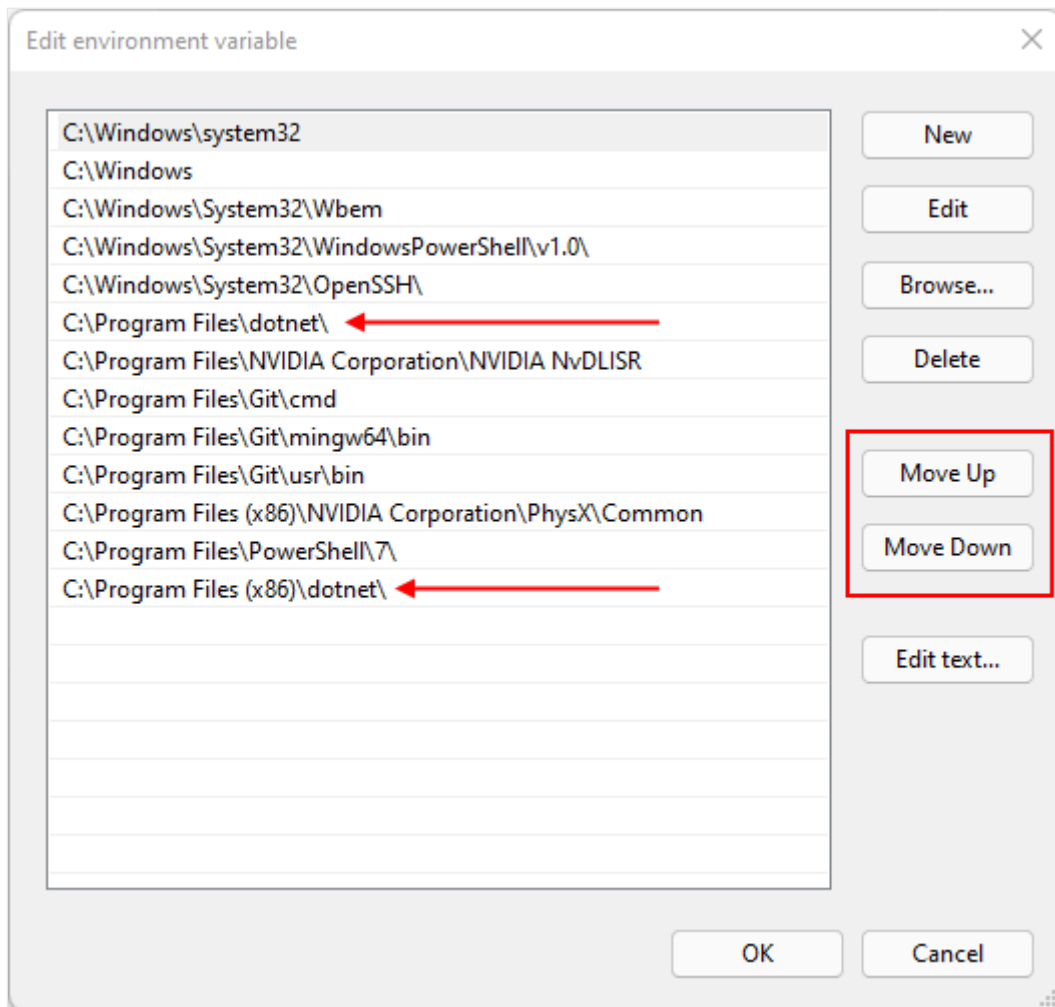 Edit environment variable
C:\Windows\system32
C:\Windows
C:\Windows\System32\Wbem
C:\Windows\System32\WindowsPowerShell\v1.0\
C:\Windows\System32\OpenSSH\
C:\Program Files\dotnet\
C:\Program Files\NVIDIA Corporation\NVIDIA NvDLISR
C:\Program Files\Git\cmd
C:\Program Files\Git\mingw64\bin
C:\Program Files\Git\usr\bin
C:\Program Files (x86)\NVIDIA Corporation\PhysX\Common
C:\Program Files\PowerShell\7\
C:\Program Files (x86)\dotnet\
New
Edit
Browse...
Delete
Move Up
Move Down
Edit text...
OK
Cancel